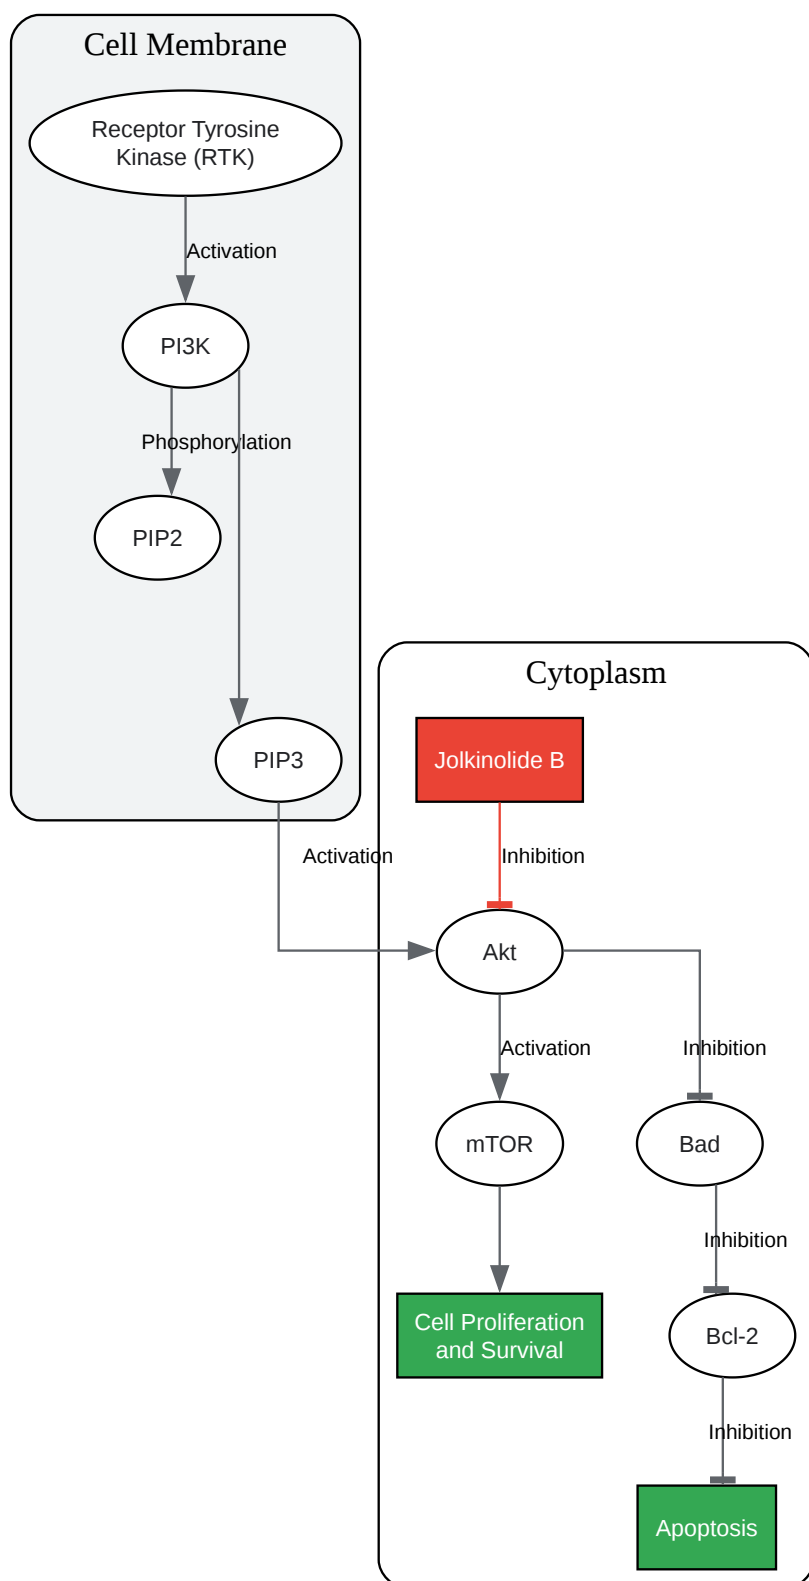 Cell Membrane
Receptor Tyrosine
Kinase (RTK)
Activation
PI3K
Phosphorylation
PIP2
PIP3
Cytoplasm
Jolkinolide B
Activation
Inhibition
Akt
Activation
Inhibition
mTOR
Bad
Inhibition
Cell Proliferation
and Survival
Bcl-2
Inhibition
Apoptosis